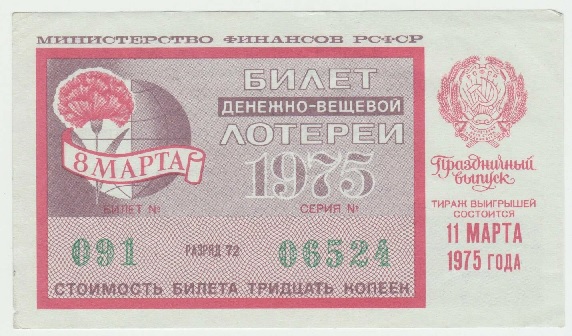 МИНИСТЕРСТВО ФИНАНСОВ РСФСР
БИЛЕТ
ДЕНЕЖНО-ВЕЩЕВОЙ
ЛОТЕРЕИ
1975
8 МАРТА
БИЛЕТ №
СЕРИЯ №
091
РАЗРЯД 72
06524
СТОИМОСТЬ БИЛЕТА ТРИДЦАТЬ КОПЕЕК
Праздничный
выпуск
ТИРАЖ ВЫИГРЫШЕЙ
СОСТОИТСЯ
11 МАРТА
1975 ГОДА